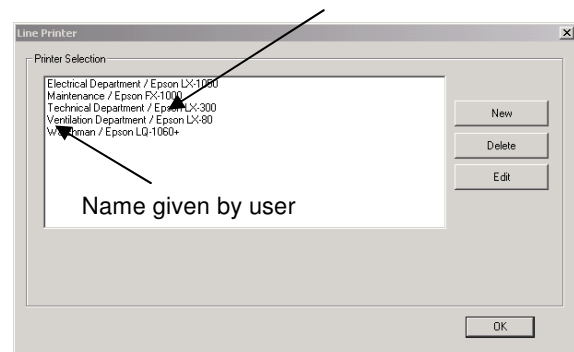 Line Printer
Printer Selection
Electrical Department / Epson LX-1050
Maintenance / Epson FX-1000
Technical Department / Epson LX-300
Ventilation Department / Epson LX-80
Watchman / Epson LQ-1060+
New
Delete
Edit
Name given by user
OK